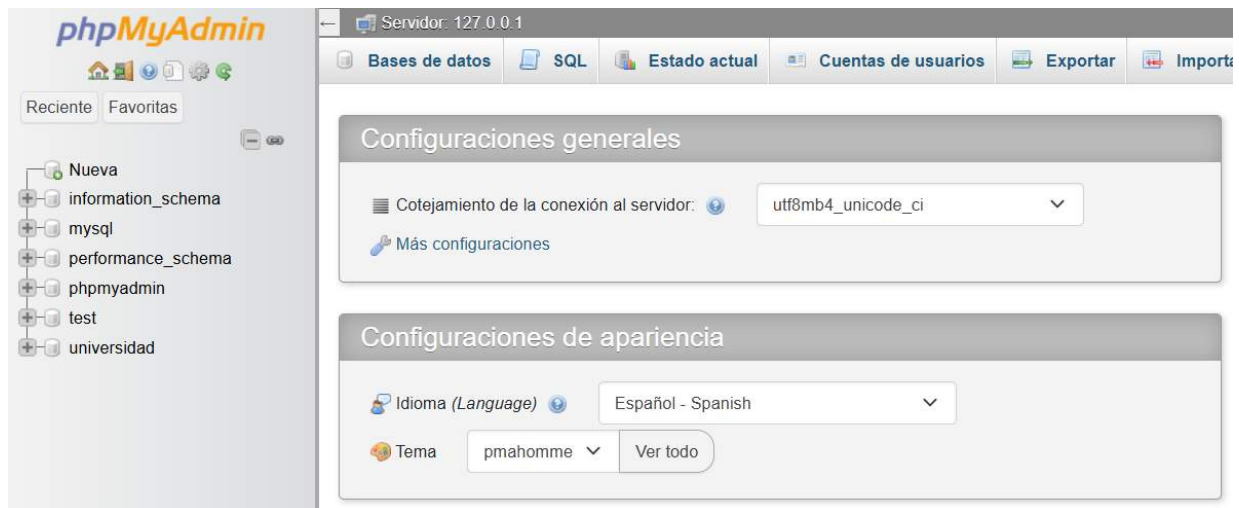 phpMyAdmin
Reciente Favoritas
Nueva
information_schema
mysql
performance_schema
phpmyadmin
test
universidad
Servidor: 127.0.0.1
Bases de datos SQL Estado actual Cuentas de usuarios Exportar Importa
Configuraciones generales
Cotejamiento de la conexión al servidor: utf8mb4_unicode_ci
Más configuraciones
Configuraciones de apariencia
Idioma (Language) Español - Spanish
Tema pmahomme Ver todo